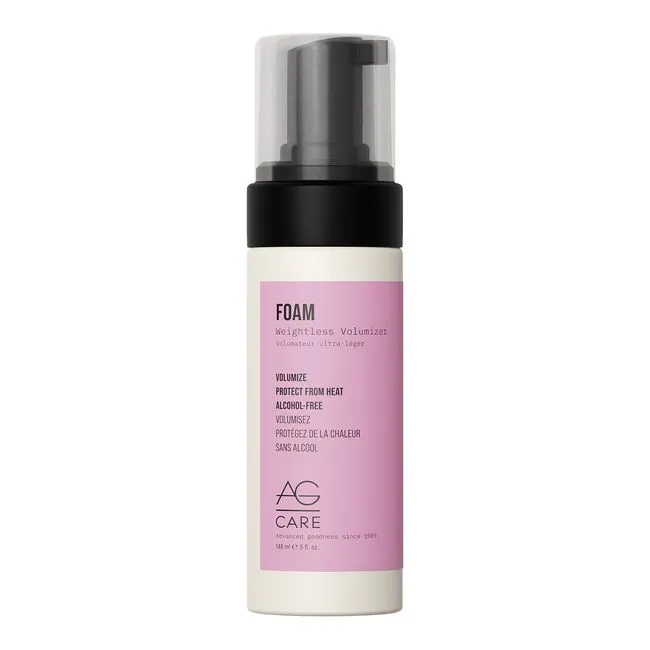 FOAM
Weightless Volumizer
Volumateur ultra-léger
VOLUMIZE
PROTECT FROM HEAT
ALCOHOL-FREE
VOLUMISEZ
PROTÉGEZ DE LA CHALEUR
SANS ALCOOL
AG
CARE
Advanced goodness since 1989.
148 ml ℮ 5 fl. oz.